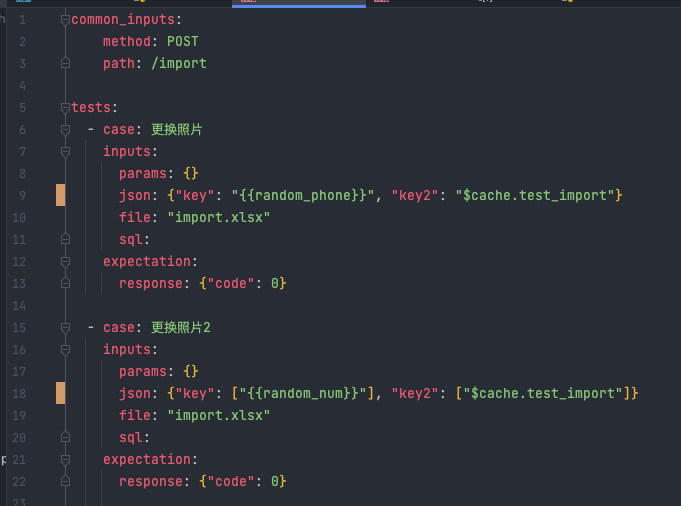 1 common_inputs:
2 method: POST
3 path: /import
4
5 tests:
6 - case: 更换照片
7 inputs:
8 params: {}
9 json: {"key": "{{random_phone}}", "key2": "$cache.test_import"}
10 file: "import.xlsx"
11 sql:
12 expectation:
13 response: {"code": 0}
14
15 - case: 更换照片2
16 inputs:
17 params: {}
18 json: {"key": ["{{random_num}}"], "key2": ["$cache.test_import"]}
19 file: "import.xlsx"
20 sql:
21 expectation:
22 response: {"code": 0}
23